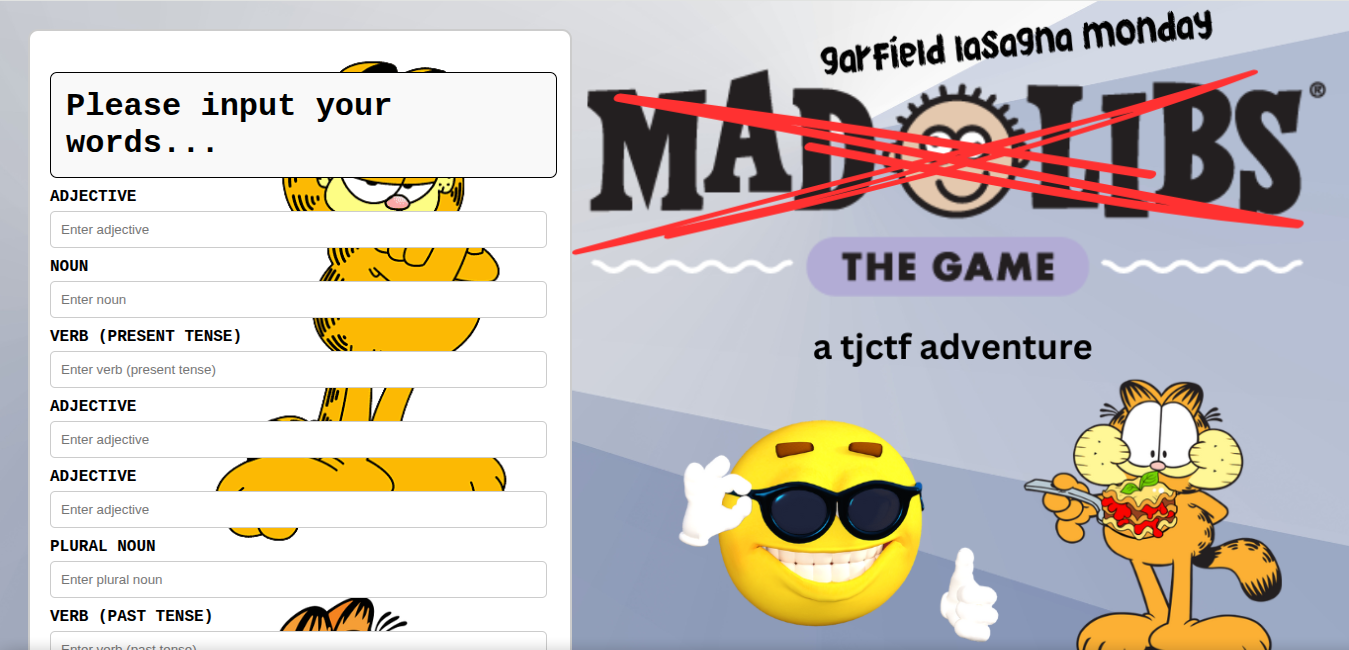 Please input your
words...
ADJECTIVE
Enter adjective
NOUN
Enter noun
VERB (PRESENT TENSE)
Enter verb (present tense)
ADJECTIVE
Enter adjective
ADJECTIVE
Enter adjective
PLURAL NOUN
Enter plural noun
VERB (PAST TENSE)
Enter verb (past tense)
garfield lasagna monday
MAD LIBS®
THE GAME
a tjctf adventure